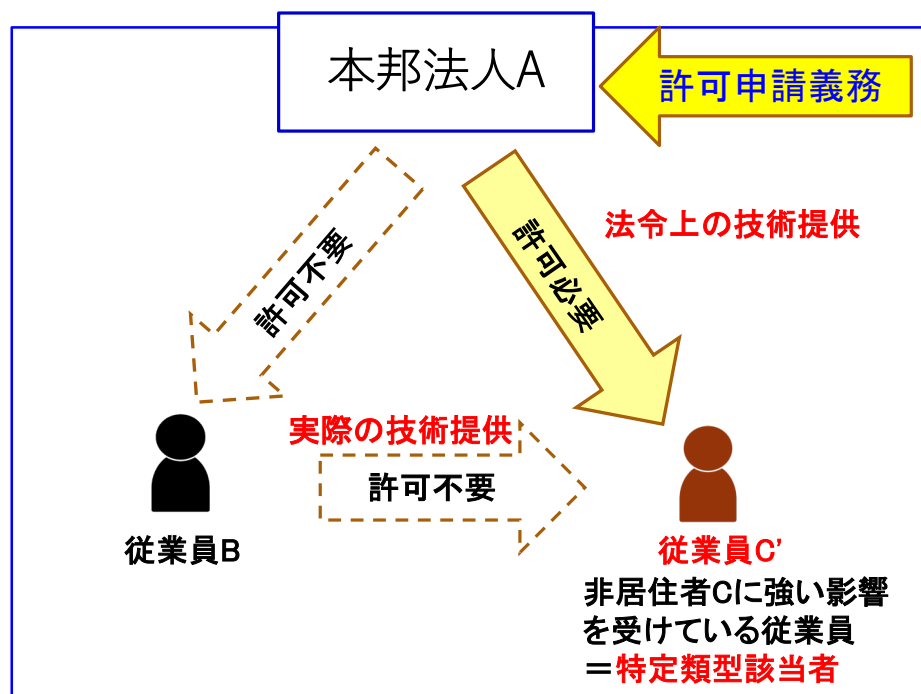 本邦法人A
許可申請義務
法令上の技術提供
許可不要
許可必要
実際の技術提供
許可不要
従業員B
従業員C'
非居住者Cに強い影響
を受けている従業員
＝特定類型該当者